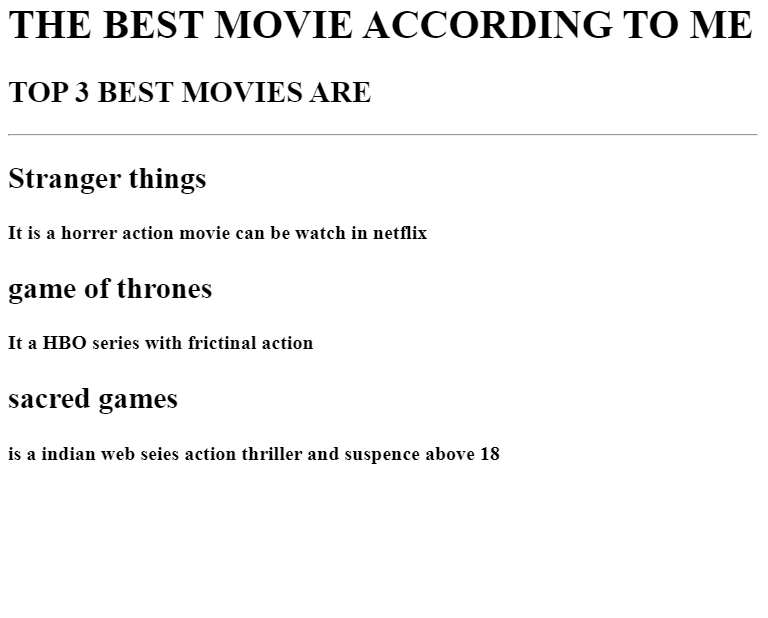 THE BEST MOVIE ACCORDING TO ME
TOP 3 BEST MOVIES ARE
Stranger things
It is a horrer action movie can be watch in netflix
game of thrones
It a HBO series with frictinal action
sacred games
is a indian web seies action thriller and suspence above 18